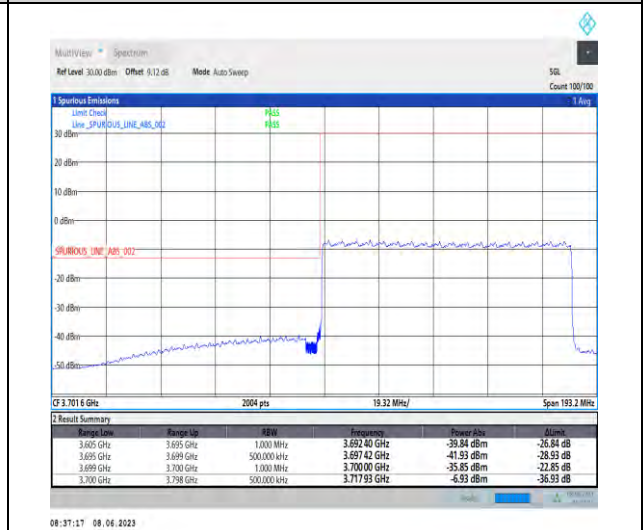 MultiView Spectrum
Ref Level 30.00 dBm Offset 9.12 dB Mode Auto Sweep SGL
Count 100/100
1 Spurious Emissions 1 Avg
Limit Check PASS
Line _SPURIOUS_LINE_ABS_002 PASS
30 dBm
20 dBm
10 dBm
0 dBm
_SPURIOUS_LINE_ABS_002
-20 dBm
-30 dBm
-40 dBm
-50 dBm
CF 3.7016 GHz 2004 pts 19.32 MHz/ Span 193.2 MHz
2 Result Summary
Range Low Range Up RBW Frequency Power Abs ΔLimit
3.605 GHz 3.695 GHz 1.000 MHz 3.692 40 GHz -39.84 dBm -26.84 dB
3.695 GHz 3.699 GHz 500.000 kHz 3.697 42 GHz -41.93 dBm -28.93 dB
3.699 GHz 3.700 GHz 1.000 MHz 3.700 00 GHz -35.85 dBm -22.85 dB
3.700 GHz 3.798 GHz 500.000 kHz 3.717 93 GHz -6.93 dBm -36.93 dB
08:37:17 08.06.2023